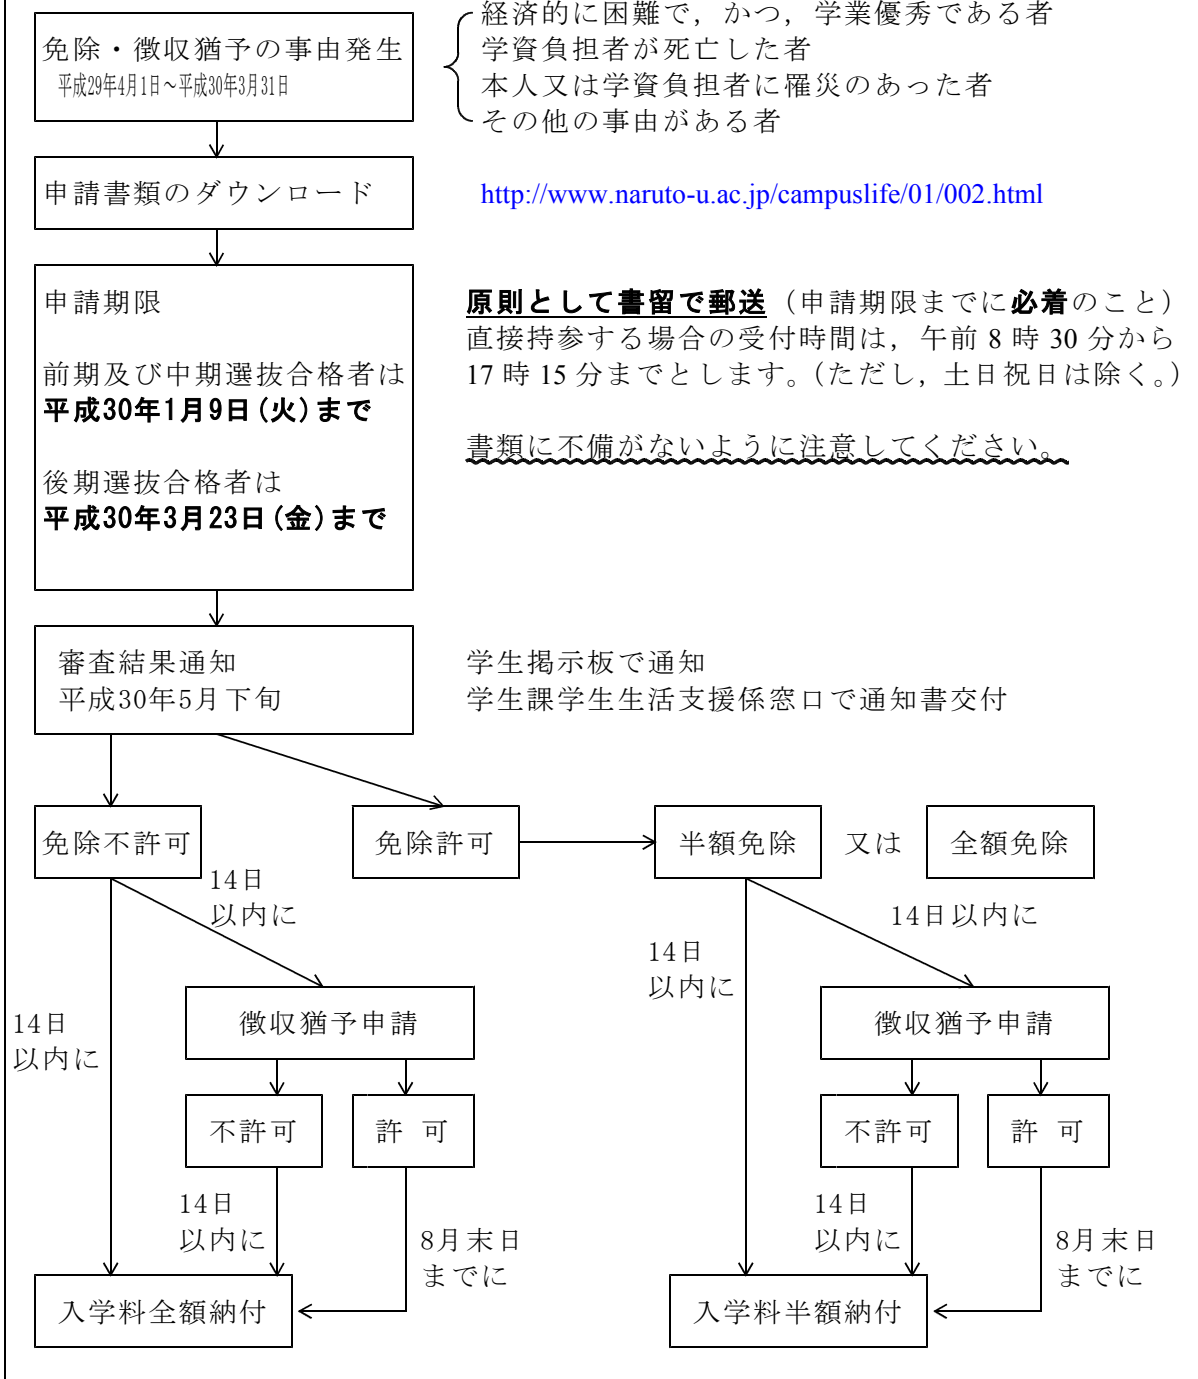 免除・徴収猶予の事由発生
平成29年4月1日～平成30年3月31日
経済的に困難で，かつ，学業優秀である者
学資負担者が死亡した者
本人又は学資負担者に罹災のあった者
その他の事由がある者
申請書類のダウンロード
http://www.naruto-u.ac.jp/campuslife/01/002.html
申請期限
前期及び中期選抜合格者は
平成30年1月9日(火)まで
後期選抜合格者は
平成30年3月23日(金)まで
原則として書留で郵送（申請期限までに必着のこと）
直接持参する場合の受付時間は，午前 8 時 30 分から
17 時 15 分までとします。（ただし，土日祝日は除く。）
書類に不備がないように注意してください。
審査結果通知
平成30年5月下旬
学生掲示板で通知
学生課学生生活支援係窓口で通知書交付
免除不許可
免除許可
半額免除
又は
全額免除
14日
以内に
14日
以内に
徴収猶予申請
不許可
許 可
14日
以内に
8月末日
までに
入学料全額納付
14日
以内に
14日以内に
徴収猶予申請
不許可
許 可
14日
以内に
8月末日
までに
入学料半額納付